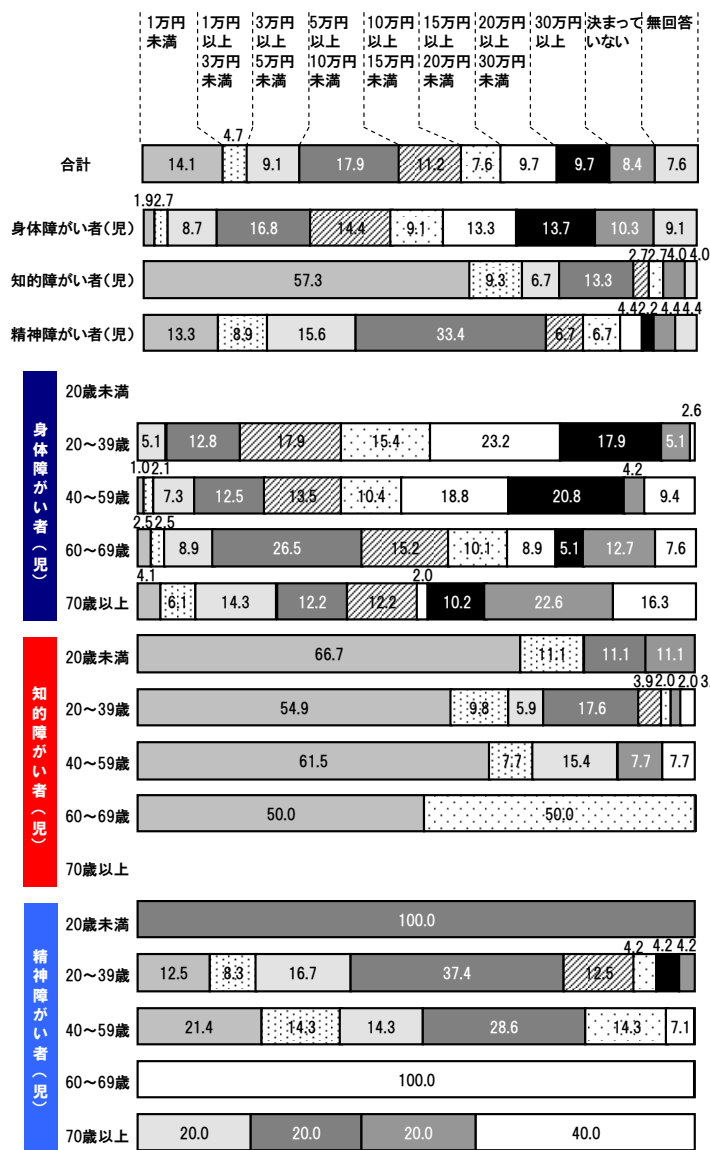 1万円
未満
1万円
以上
3万円
未満
3万円
以上
5万円
未満
5万円
以上
10万円
未満
10万円
以上
15万円
未満
15万円
以上
20万円
未満
20万円
以上
30万円
未満
30万円
以上
決まって
いない
無回答
4.7
合計
14.1 9.1 17.9 11.2 7.6 9.7 9.7 8.4 7.6
1.9 2.7
身体障がい者(児)
8.7 16.8 14.4 9.1 13.3 13.7 10.3 9.1
2.7 2.7 4.0 4.0
知的障がい者(児)
57.3 9.3 6.7 13.3
4.4 2.2 4.4 4.4
精神障がい者(児)
13.3 8.9 15.6 33.4 6.7 6.7
身体障がい者(児)
20歳未満
2.6
20～39歳
5.1 12.8 17.9 15.4 23.2 17.9 5.1
1.0 2.1 4.2
40～59歳
7.3 12.5 13.5 10.4 18.8 20.8 9.4
2.5 2.5
60～69歳
8.9 26.5 15.2 10.1 8.9 5.1 12.7 7.6
4.1 2.0
70歳以上
6.1 14.3 12.2 12.2 10.2 22.6 16.3
知的障がい者(児)
20歳未満
66.7 11.1 11.1 11.1
3.9 2.0 2.0 3.
20～39歳
54.9 9.8 5.9 17.6
40～59歳
61.5 7.7 15.4 7.7 7.7
60～69歳
50.0 50.0
70歳以上
精神障がい者(児)
20歳未満
100.0
4.2 4.2 4.2
20～39歳
12.5 8.3 16.7 37.4 12.5
40～59歳
21.4 14.3 14.3 28.6 14.3 7.1
60～69歳
100.0
70歳以上
20.0 20.0 20.0 40.0